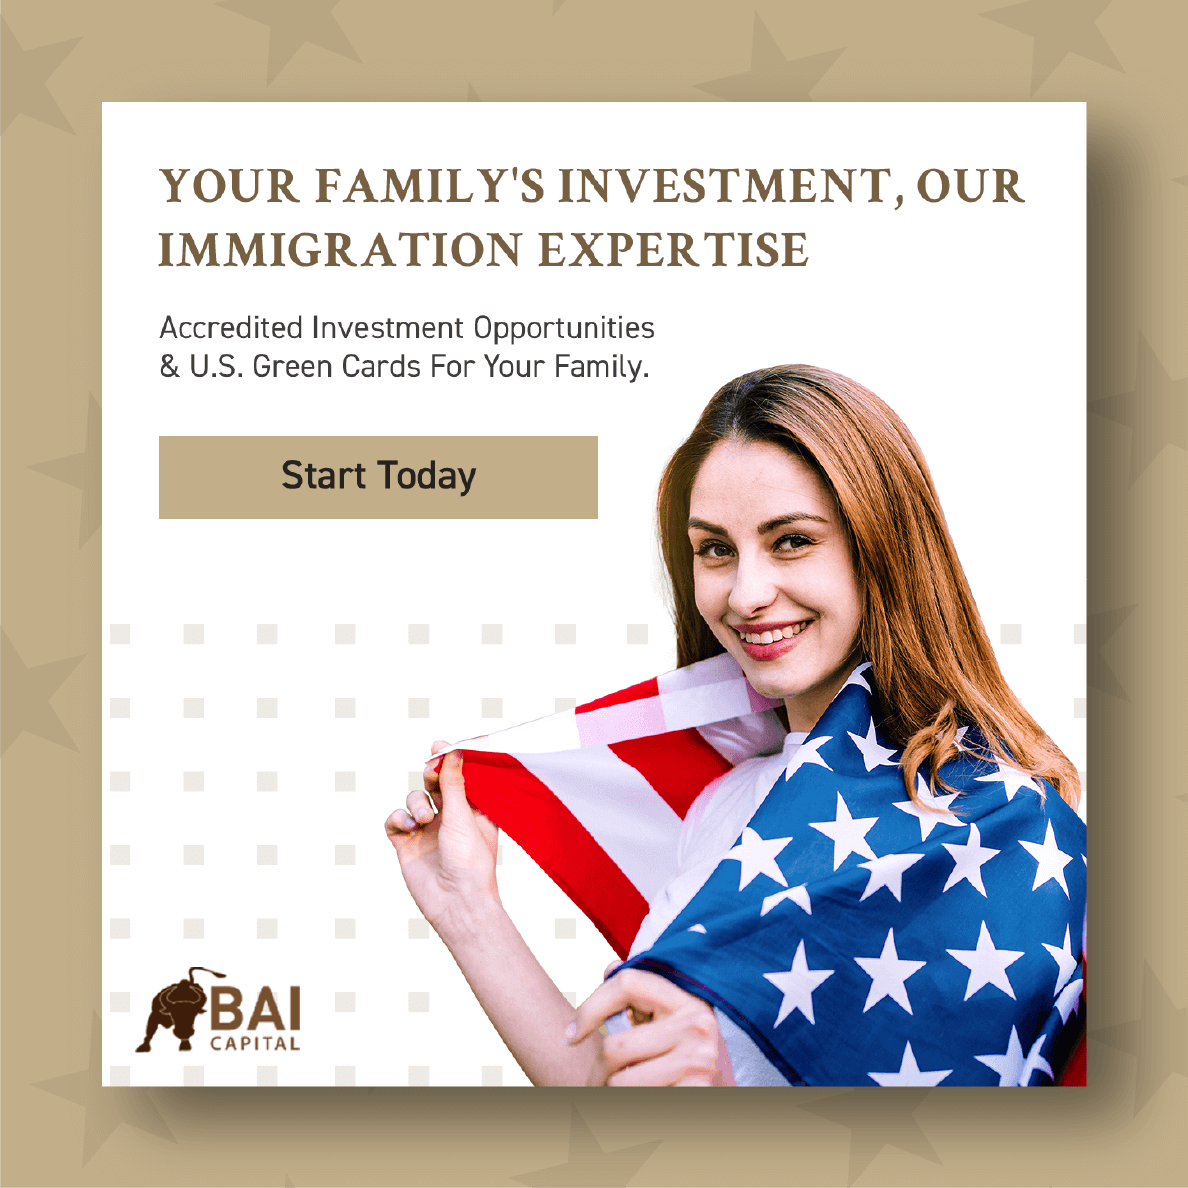 YOUR FAMILY'S INVESTMENT, OUR
IMMIGRATION EXPERTISE
Accredited Investment Opportunities
& U.S. Green Cards For Your Family.
Start Today
BAI
CAPITAL